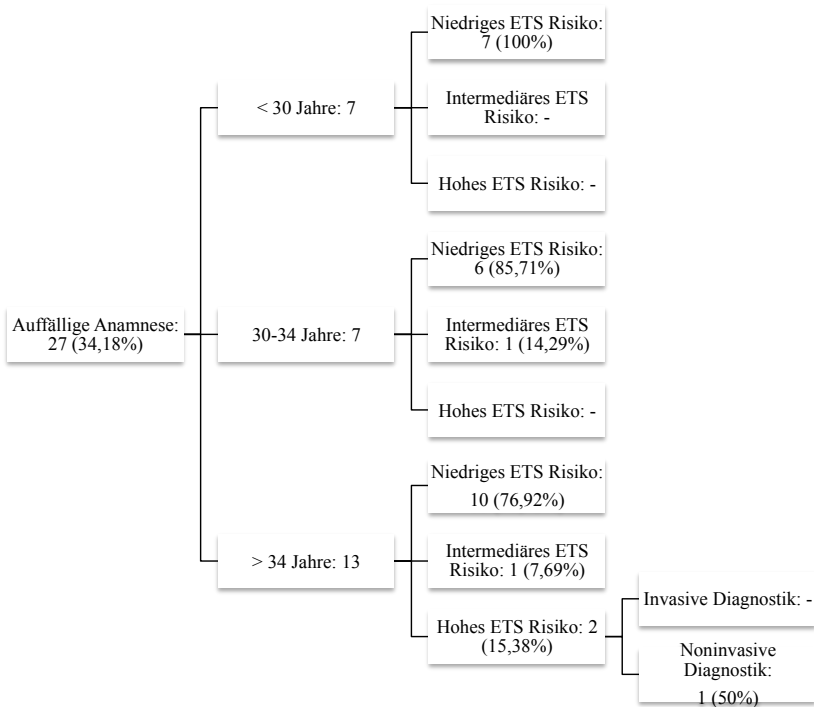 Auffällige Anamnese:
27 (34,18%)
< 30 Jahre: 7
Niedriges ETS Risiko:
7 (100%)
Intermediäres ETS
Risiko: -
Hohes ETS Risiko: -
30-34 Jahre: 7
Niedriges ETS Risiko:
6 (85,71%)
Intermediäres ETS
Risiko: 1 (14,29%)
Hohes ETS Risiko: -
> 34 Jahre: 13
Niedriges ETS Risiko:
10 (76,92%)
Intermediäres ETS
Risiko: 1 (7,69%)
Hohes ETS Risiko: 2
(15,38%)
Invasive Diagnostik: -
Noninvasive
Diagnostik:
1 (50%)